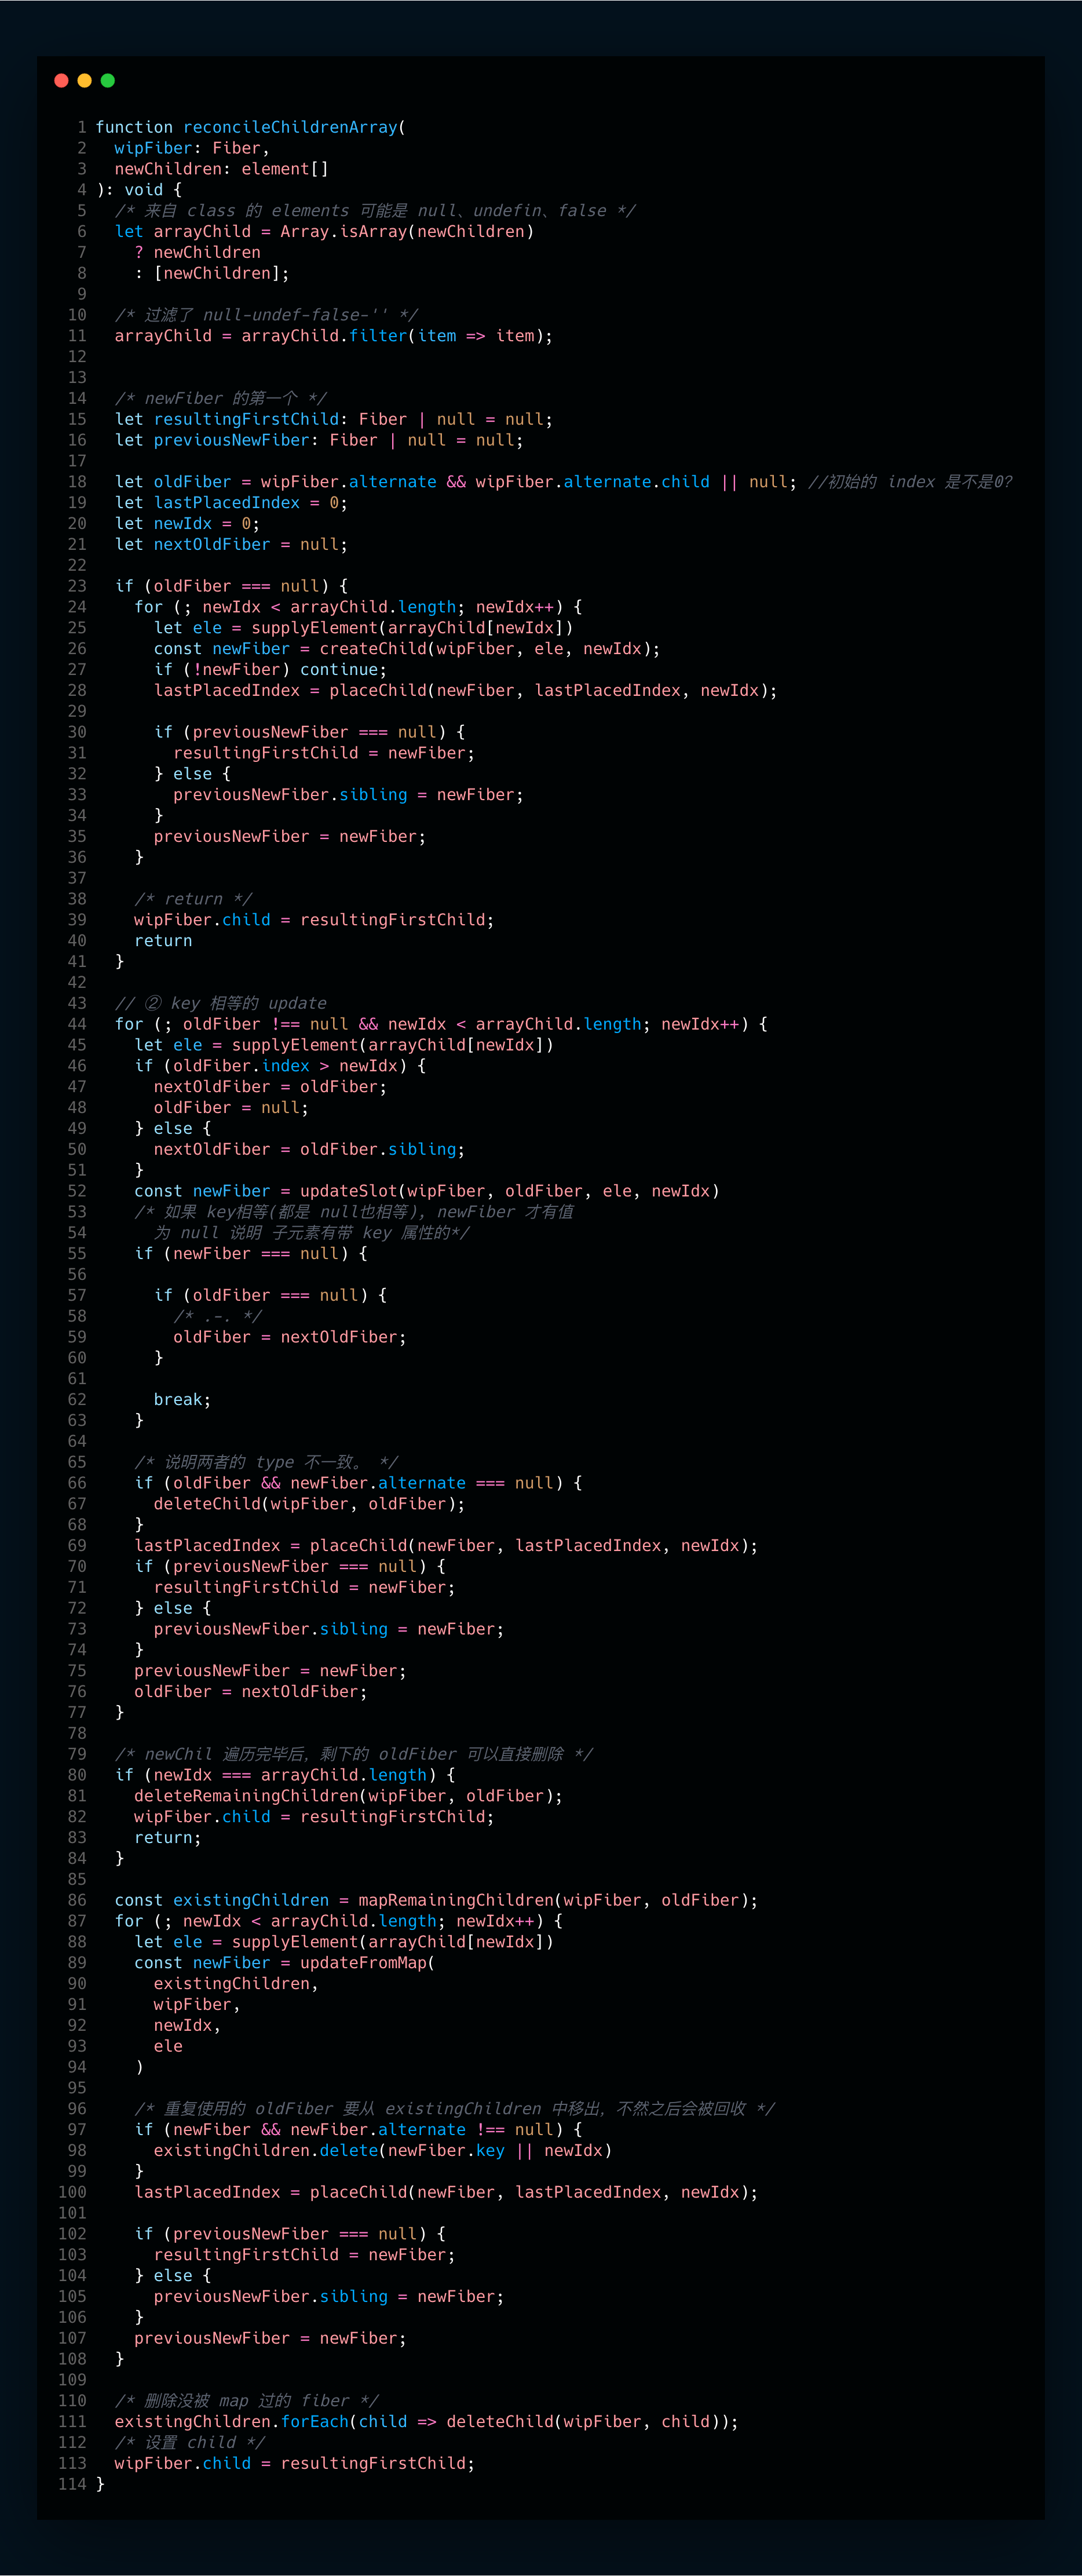 1 function reconcileChildrenArray(
2   wipFiber: Fiber,
3   newChildren: element[]
4 ): void {
5   /* 来自 class 的 elements 可能是 null、undefin、false */
6   let arrayChild = Array.isArray(newChildren)
7     ? newChildren
8     : [newChildren];
9
10   /* 过滤了 null-undef-false-'' */
11   arrayChild = arrayChild.filter(item => item);
12
13
14   /* newFiber 的第一个 */
15   let resultingFirstChild: Fiber | null = null;
16   let previousNewFiber: Fiber | null = null;
17
18   let oldFiber = wipFiber.alternate && wipFiber.alternate.child || null; //初始的 index 是不是0?
19   let lastPlacedIndex = 0;
20   let newIdx = 0;
21   let nextOldFiber = null;
22
23   if (oldFiber === null) {
24     for (; newIdx < arrayChild.length; newIdx++) {
25       let ele = supplyElement(arrayChild[newIdx])
26       const newFiber = createChild(wipFiber, ele, newIdx);
27       if (!newFiber) continue;
28       lastPlacedIndex = placeChild(newFiber, lastPlacedIndex, newIdx);
29
30       if (previousNewFiber === null) {
31         resultingFirstChild = newFiber;
32       } else {
33         previousNewFiber.sibling = newFiber;
34       }
35       previousNewFiber = newFiber;
36     }
37
38     /* return */
39     wipFiber.child = resultingFirstChild;
40     return
41   }
42
43   // ② key 相等的 update
44   for (; oldFiber !== null && newIdx < arrayChild.length; newIdx++) {
45     let ele = supplyElement(arrayChild[newIdx])
46     if (oldFiber.index > newIdx) {
47       nextOldFiber = oldFiber;
48       oldFiber = null;
49     } else {
50       nextOldFiber = oldFiber.sibling;
51     }
52     const newFiber = updateSlot(wipFiber, oldFiber, ele, newIdx)
53     /* 如果 key相等(都是 null也相等)，newFiber 才有值
54       为 null 说明 子元素有带 key 属性的*/
55     if (newFiber === null) {
56
57       if (oldFiber === null) {
58         /* .-. */
59         oldFiber = nextOldFiber;
60       }
61
62       break;
63     }
64
65     /* 说明两者的 type 不一致。 */
66     if (oldFiber && newFiber.alternate === null) {
67       deleteChild(wipFiber, oldFiber);
68     }
69     lastPlacedIndex = placeChild(newFiber, lastPlacedIndex, newIdx);
70     if (previousNewFiber === null) {
71       resultingFirstChild = newFiber;
72     } else {
73       previousNewFiber.sibling = newFiber;
74     }
75     previousNewFiber = newFiber;
76     oldFiber = nextOldFiber;
77   }
78
79   /* newChil 遍历完毕后，剩下的 oldFiber 可以直接删除 */
80   if (newIdx === arrayChild.length) {
81     deleteRemainingChildren(wipFiber, oldFiber);
82     wipFiber.child = resultingFirstChild;
83     return;
84   }
85
86   const existingChildren = mapRemainingChildren(wipFiber, oldFiber);
87   for (; newIdx < arrayChild.length; newIdx++) {
88     let ele = supplyElement(arrayChild[newIdx])
89     const newFiber = updateFromMap(
90       existingChildren,
91       wipFiber,
92       newIdx,
93       ele
94     )
95
96     /* 重复使用的 oldFiber 要从 existingChildren 中移出，不然之后会被回收 */
97     if (newFiber && newFiber.alternate !== null) {
98       existingChildren.delete(newFiber.key || newIdx)
99     }
100     lastPlacedIndex = placeChild(newFiber, lastPlacedIndex, newIdx);
101
102     if (previousNewFiber === null) {
103       resultingFirstChild = newFiber;
104     } else {
105       previousNewFiber.sibling = newFiber;
106     }
107     previousNewFiber = newFiber;
108   }
109
110   /* 删除没被 map 过的 fiber */
111   existingChildren.forEach(child => deleteChild(wipFiber, child));
112   /* 设置 child */
113   wipFiber.child = resultingFirstChild;
114 }